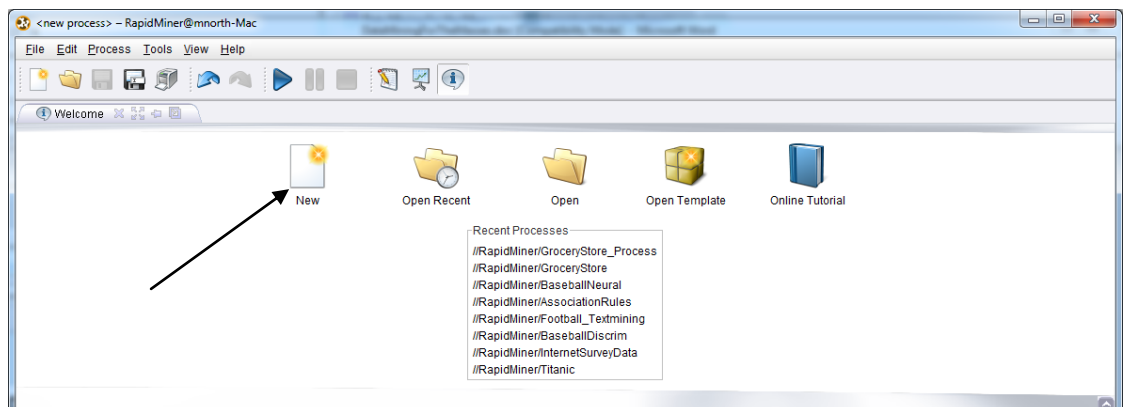 <new process> – RapidMiner@mnorth-Mac
File Edit Process Tools View Help
Welcome
New Open Recent Open Open Template Online Tutorial
Recent Processes
//RapidMiner/GroceryStore_Process
//RapidMiner/GroceryStore
//RapidMiner/BaseballNeural
//RapidMiner/AssociationRules
//RapidMiner/Football_Textmining
//RapidMiner/BaseballDiscrim
//RapidMiner/InternetSurveyData
//RapidMiner/Titanic